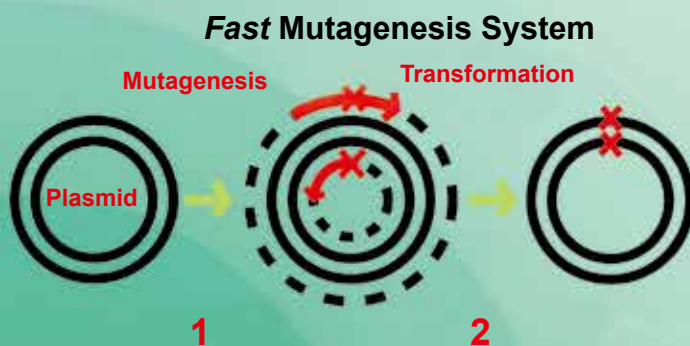 Fast Mutagenesis System
Mutagenesis
Transformation
Plasmid
1
2